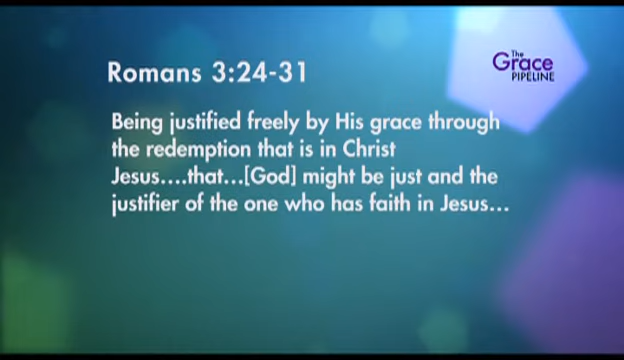 Romans 3:24-31
The
Grace
PIPELINE
Being justified freely by His grace through
the redemption that is in Christ
Jesus....that...[God] might be just and the
justifier of the one who has faith in Jesus...